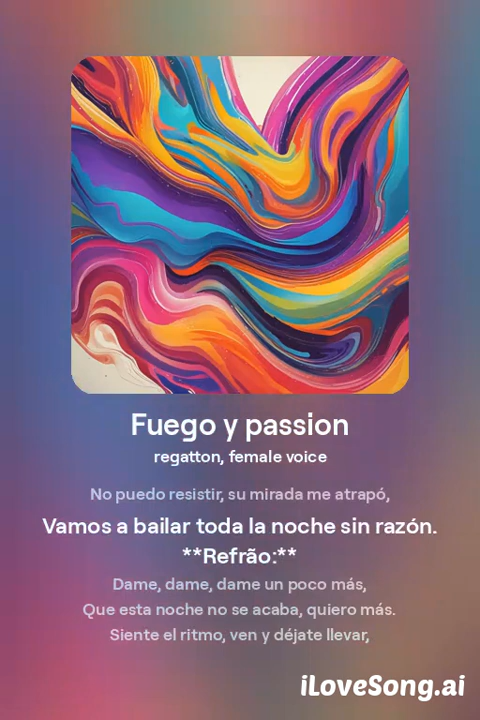 Fuego y passion
regatton, female voice
No puedo resistir, su mirada me atrapó,
Vamos a bailar toda la noche sin razón.
**Refrão:**
Dame, dame, dame un poco más,
Que esta noche no se acaba, quiero más.
Siente el ritmo, ven y déjate llevar,
iLoveSong.ai